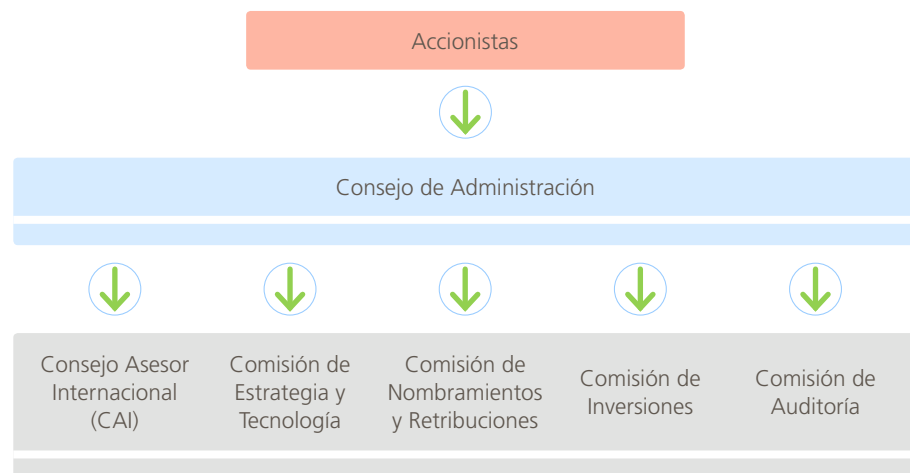 Accionistas
Consejo de Administración
Consejo Asesor
Internacional
(CAI)
Comisión de
Estrategia y
Tecnología
Comisión de
Nombramientos
y Retribuciones
Comisión de
Inversiones
Comisión de
Auditoría